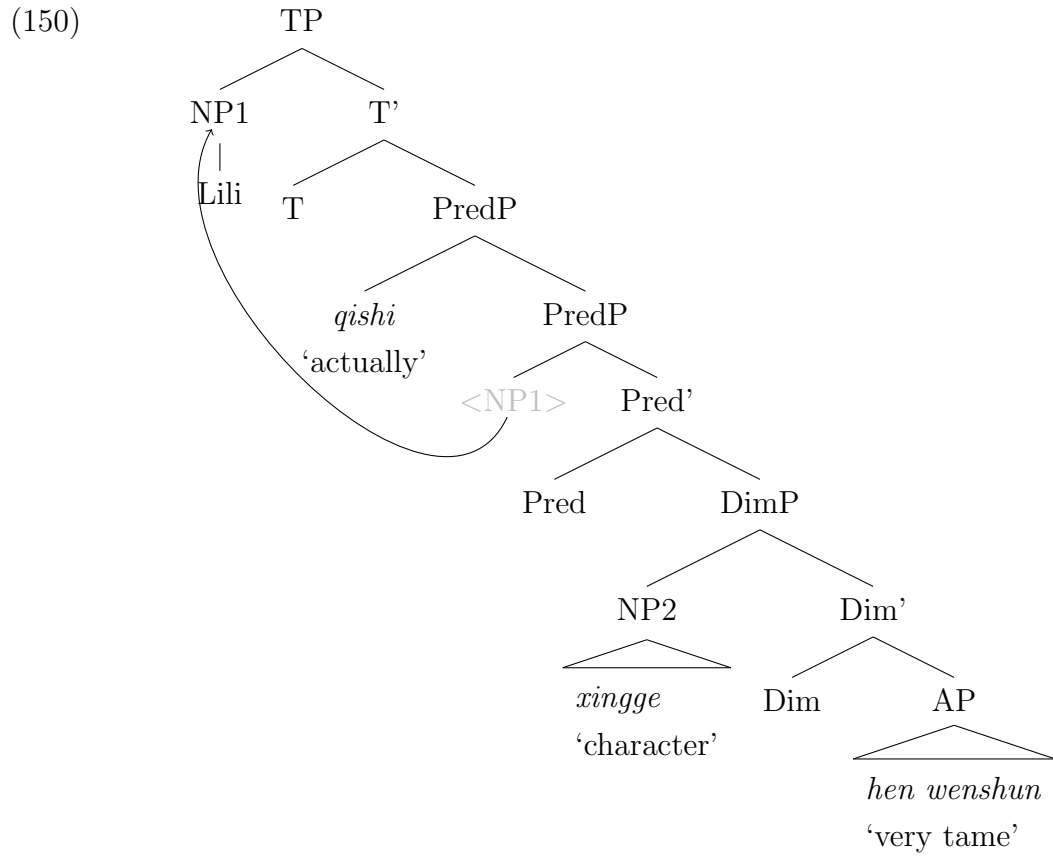 (150) TP
NP1 T'
Lili T PredP
qishi PredP
‘actually’
<NP1> Pred'
Pred DimP
NP2 Dim'
xingge Dim AP
‘character’
hen wenshun
‘very tame’